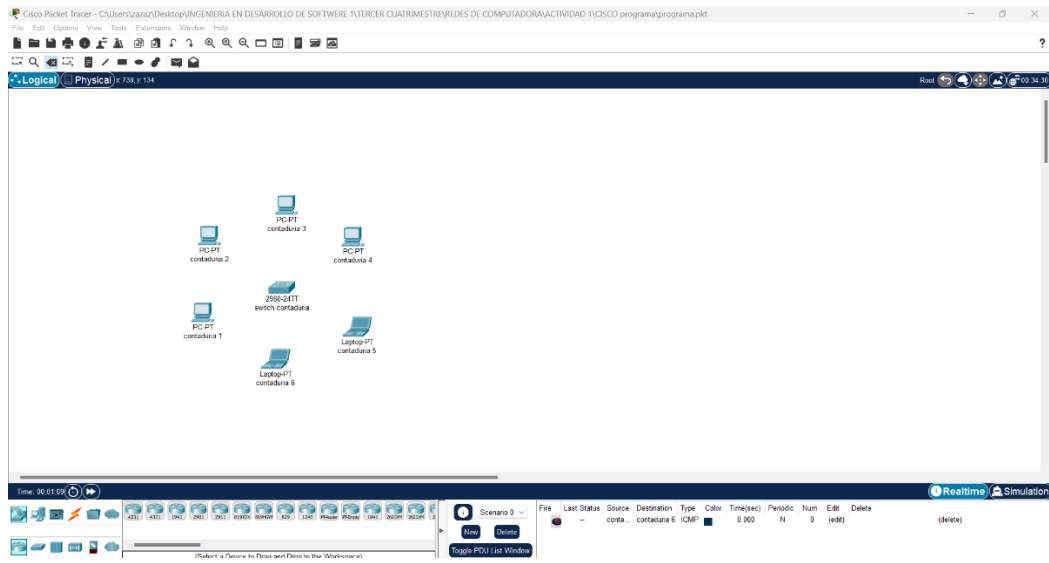 Cisco Packet Tracer - C:\Users\zazaz\Desktop\INGENIERIA EN DESARROLLO DE SOFTWERE 1\TERCER CUATRIMESTRE\REDES DE COMPUTADORA\ACTIVIDAD 1\CISCO programa\programa.pkt
File Edit Options View Tools Extensions Window Help
?
Logical Physical x: 738, y: 134 Root 00:34:30
PC-PT
contaduria 3
PC-PT
contaduria 2
PC-PT
contaduria 4
2960-24TT
switch contaduria
PC-PT
contaduria 1
Laptop-PT
contaduria 5
Laptop-PT
contaduria 6
Time: 00:01:09 Realtime Simulation
4331 4321 1941 2901 2911 819IOX 819HGW 829 1240 PT-Router PT-Empty 1841 2620XM 2621XM
(Select a Device to Drag and Drop to the Workspace)
Scenario 0
New Delete
Toggle PDU List Window
Fire Last Status Source Destination Type Color Time(sec) Periodic Num Edit Delete
-- conta... contaduria 6 ICMP 0.000 N 0 (edit) (delete)